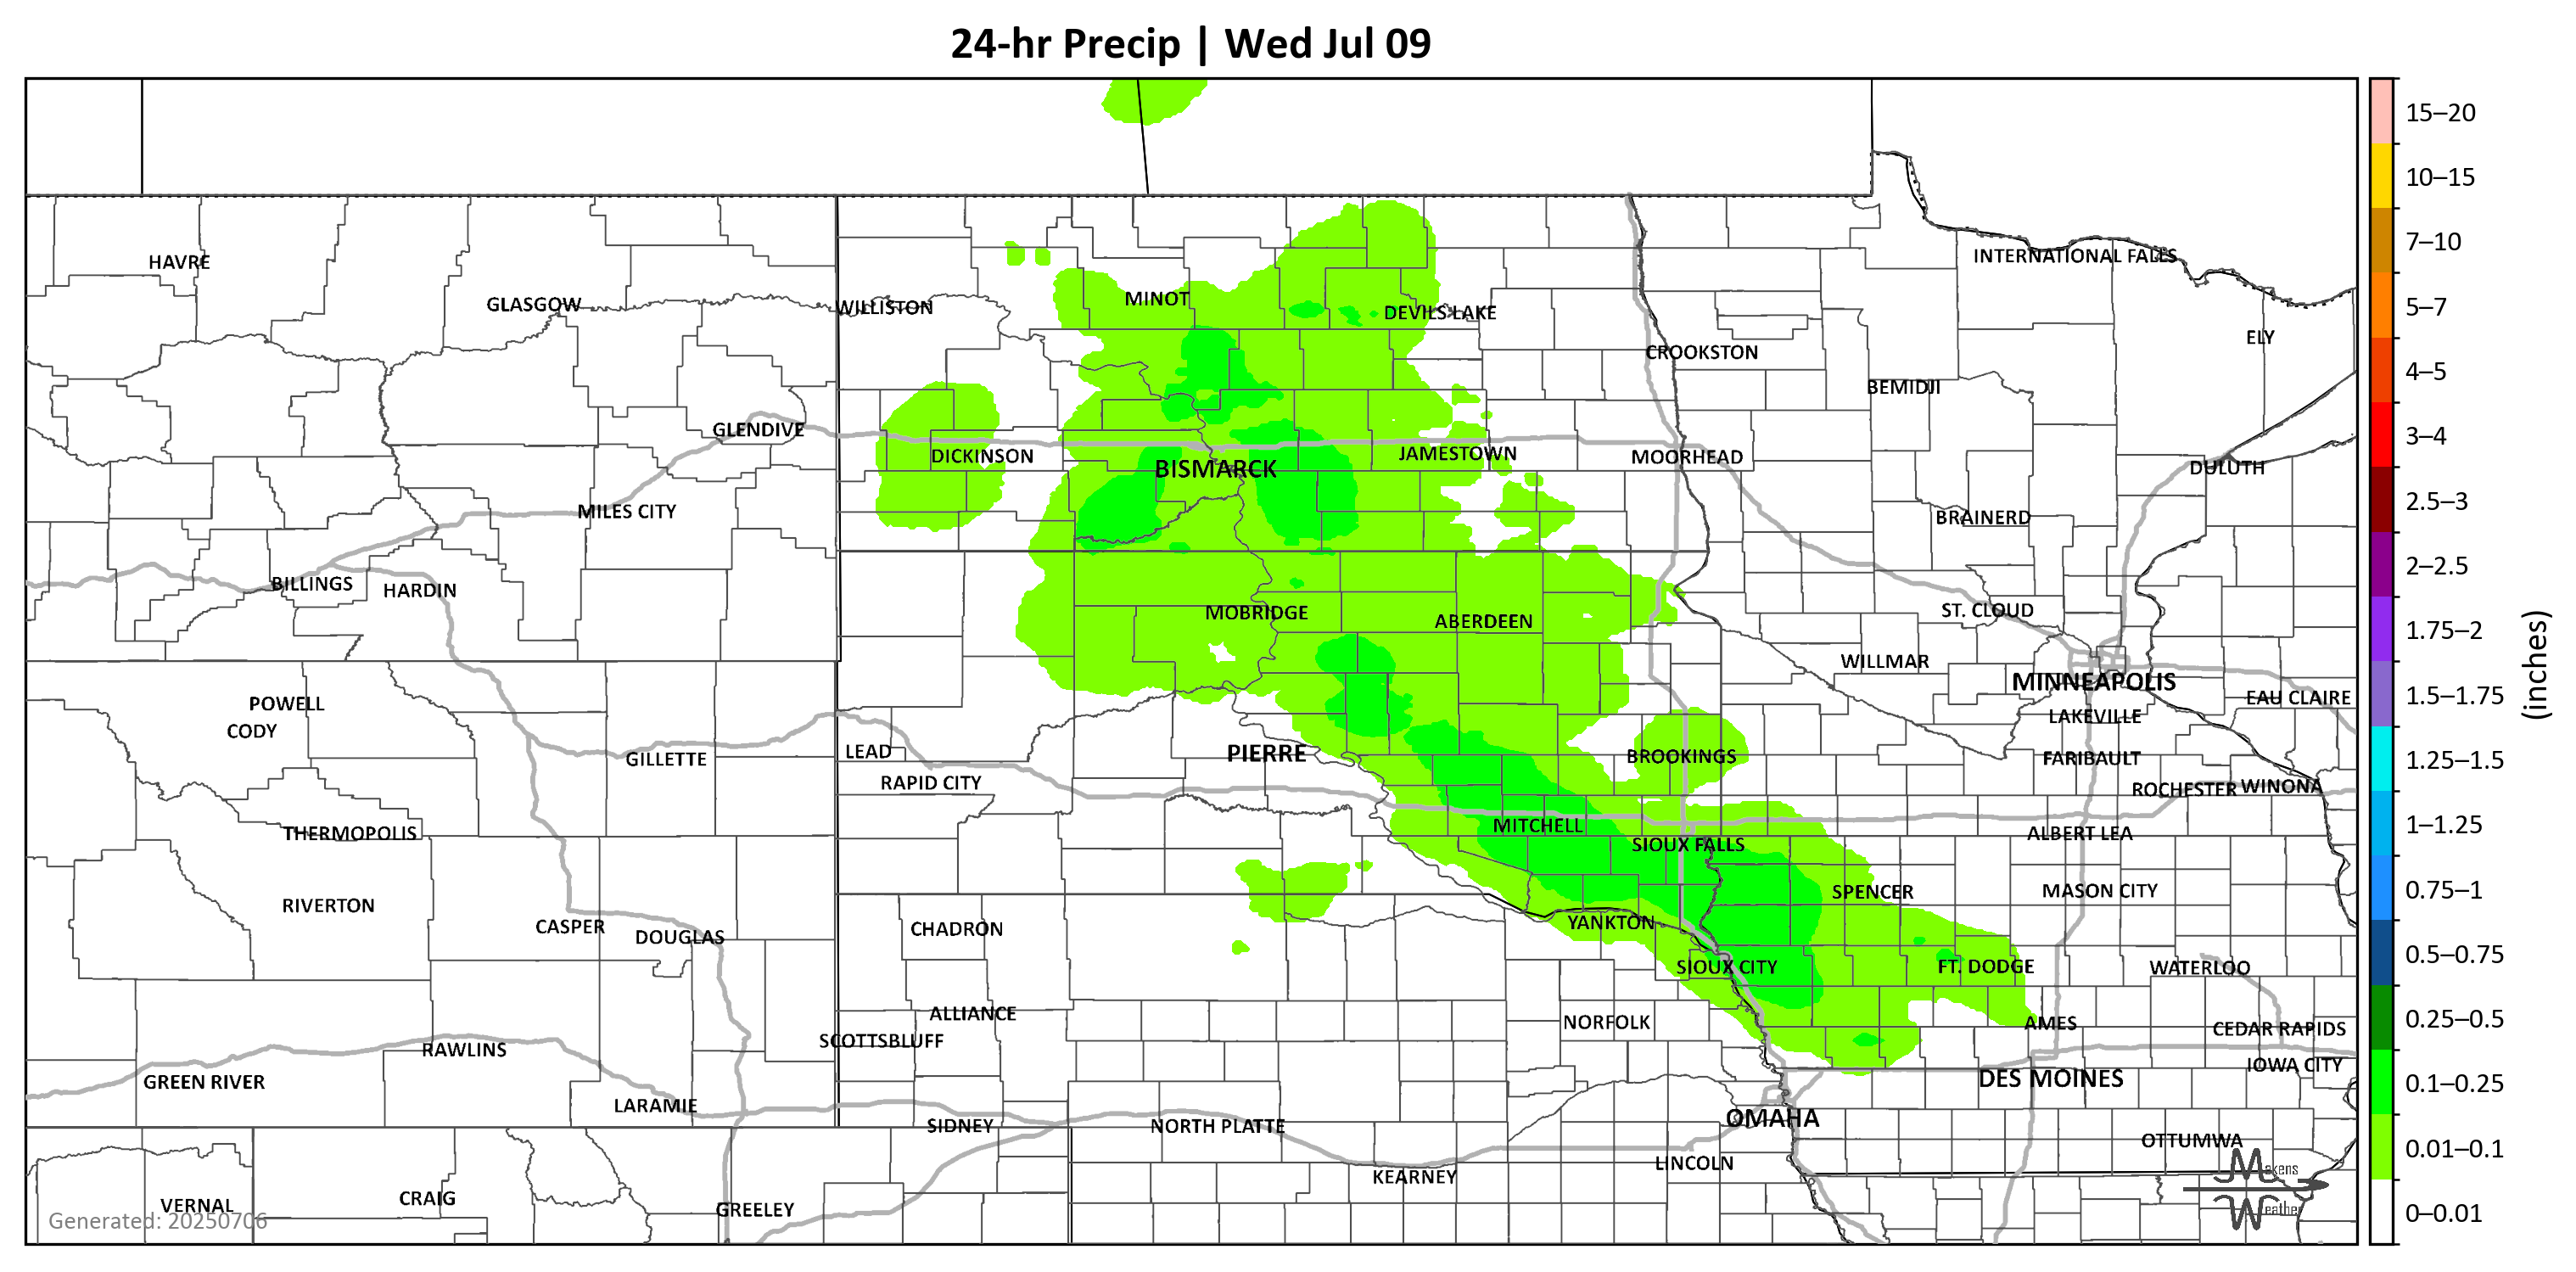 24-hr Precip | Wed Jul 09
15–20
10–15
7–10
5–7
4–5
3–4
2.5–3
2–2.5
1.75–2
1.5–1.75
1.25–1.5
1–1.25
0.75–1
0.5–0.75
0.25–0.5
0.1–0.25
0.01–0.1
0–0.01
(inches)
HAVRE
INTERNATIONAL FALLS
GLASGOW
WILLISTON
MINOT
DEVILS LAKE
ELY
CROOKSTON
BEMIDJI
GLENDIVE
DICKINSON
BISMARCK
JAMESTOWN
MOORHEAD
DULUTH
MILES CITY
BRAINERD
BILLINGS
HARDIN
MOBRIDGE
ABERDEEN
ST. CLOUD
WILLMAR
MINNEAPOLIS
EAU CLAIRE
POWELL
CODY
LAKEVILLE
GILLETTE
LEAD
PIERRE
BROOKINGS
FARIBAULT
RAPID CITY
ROCHESTER
WINONA
THERMOPOLIS
MITCHELL
SIOUX FALLS
ALBERT LEA
RIVERTON
SPENCER
MASON CITY
CASPER
DOUGLAS
CHADRON
YANKTON
SIOUX CITY
FT. DODGE
WATERLOO
ALLIANCE
NORFOLK
AMES
CEDAR RAPIDS
SCOTTSBLUFF
RAWLINS
IOWA CITY
GREEN RIVER
DES MOINES
LARAMIE
SIDNEY
NORTH PLATTE
OMAHA
OTTUMWA
LINCOLN
KEARNEY
VERNAL
CRAIG
GREELEY
Generated: 20250706
Makens
Weather